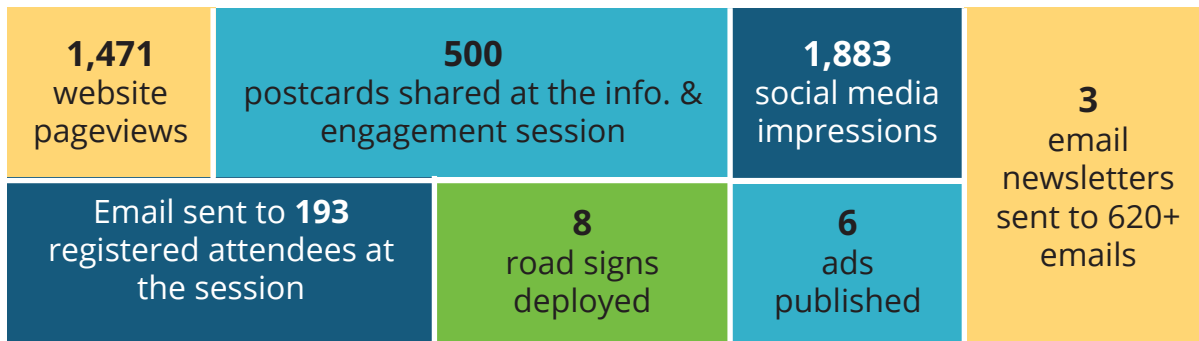 1,471
website
pageviews
500
postcards shared at the info. &
engagement session
1,883
social media
impressions
3
email
newsletters
sent to 620+
emails
Email sent to 193
registered attendees at
the session
8
road signs
deployed
6
ads
published